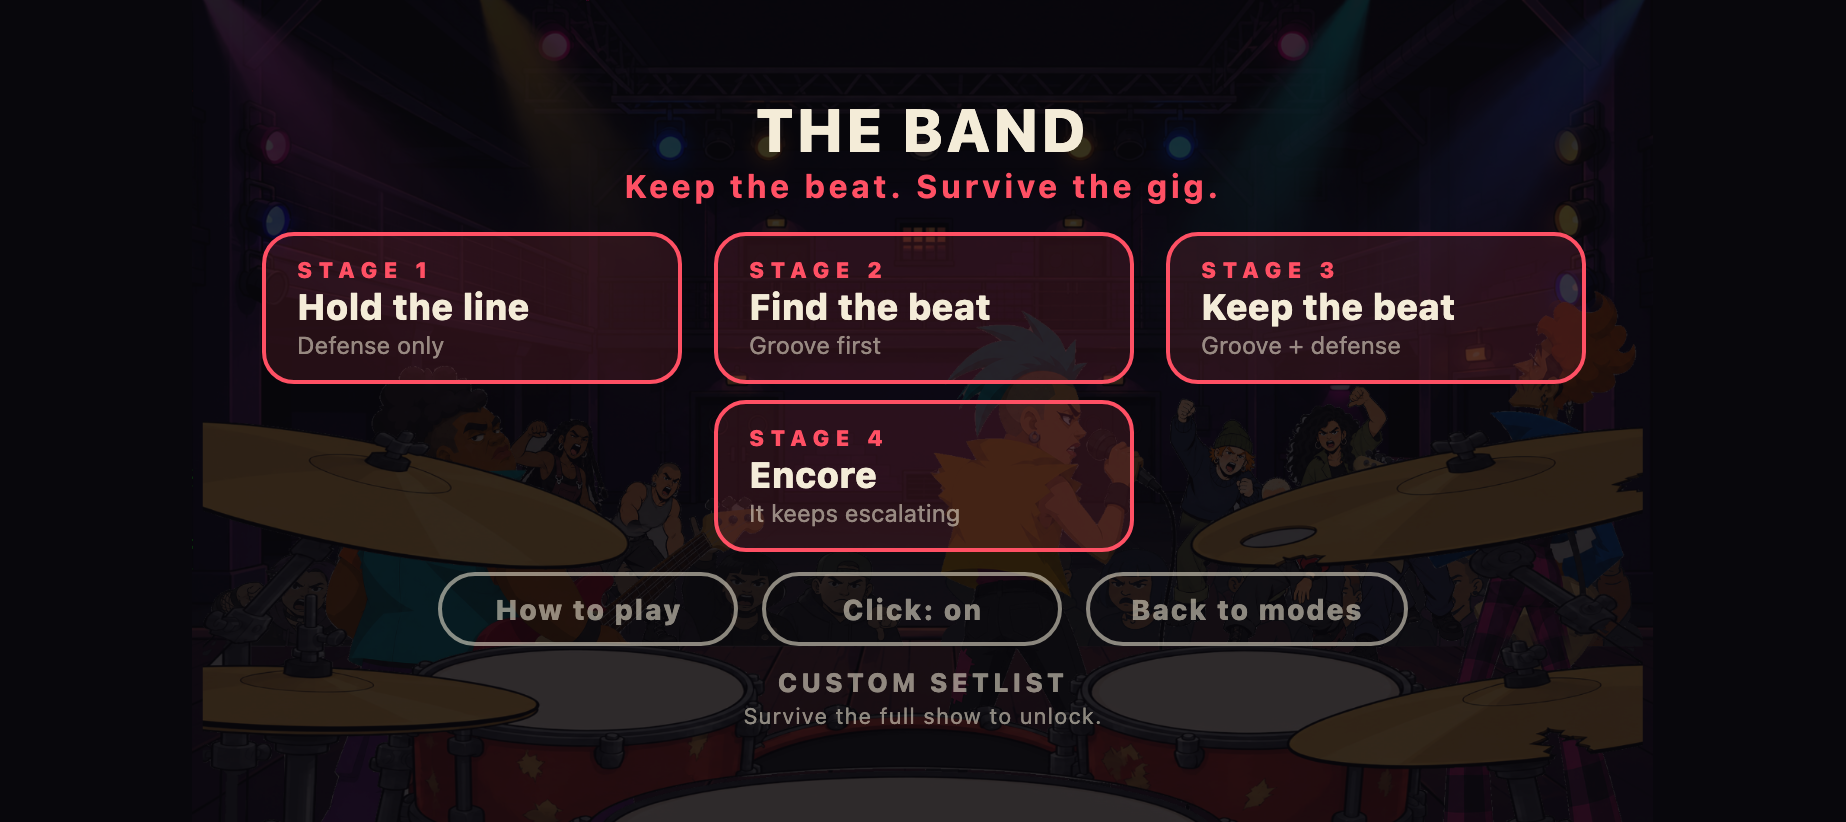 THE BAND
Keep the beat. Survive the gig.
STAGE 1
Hold the line
Defense only
STAGE 2
Find the beat
Groove first
STAGE 3
Keep the beat
Groove + defense
STAGE 4
Encore
It keeps escalating
How to play
Click: on
Back to modes
CUSTOM SETLIST
Survive the full show to unlock.